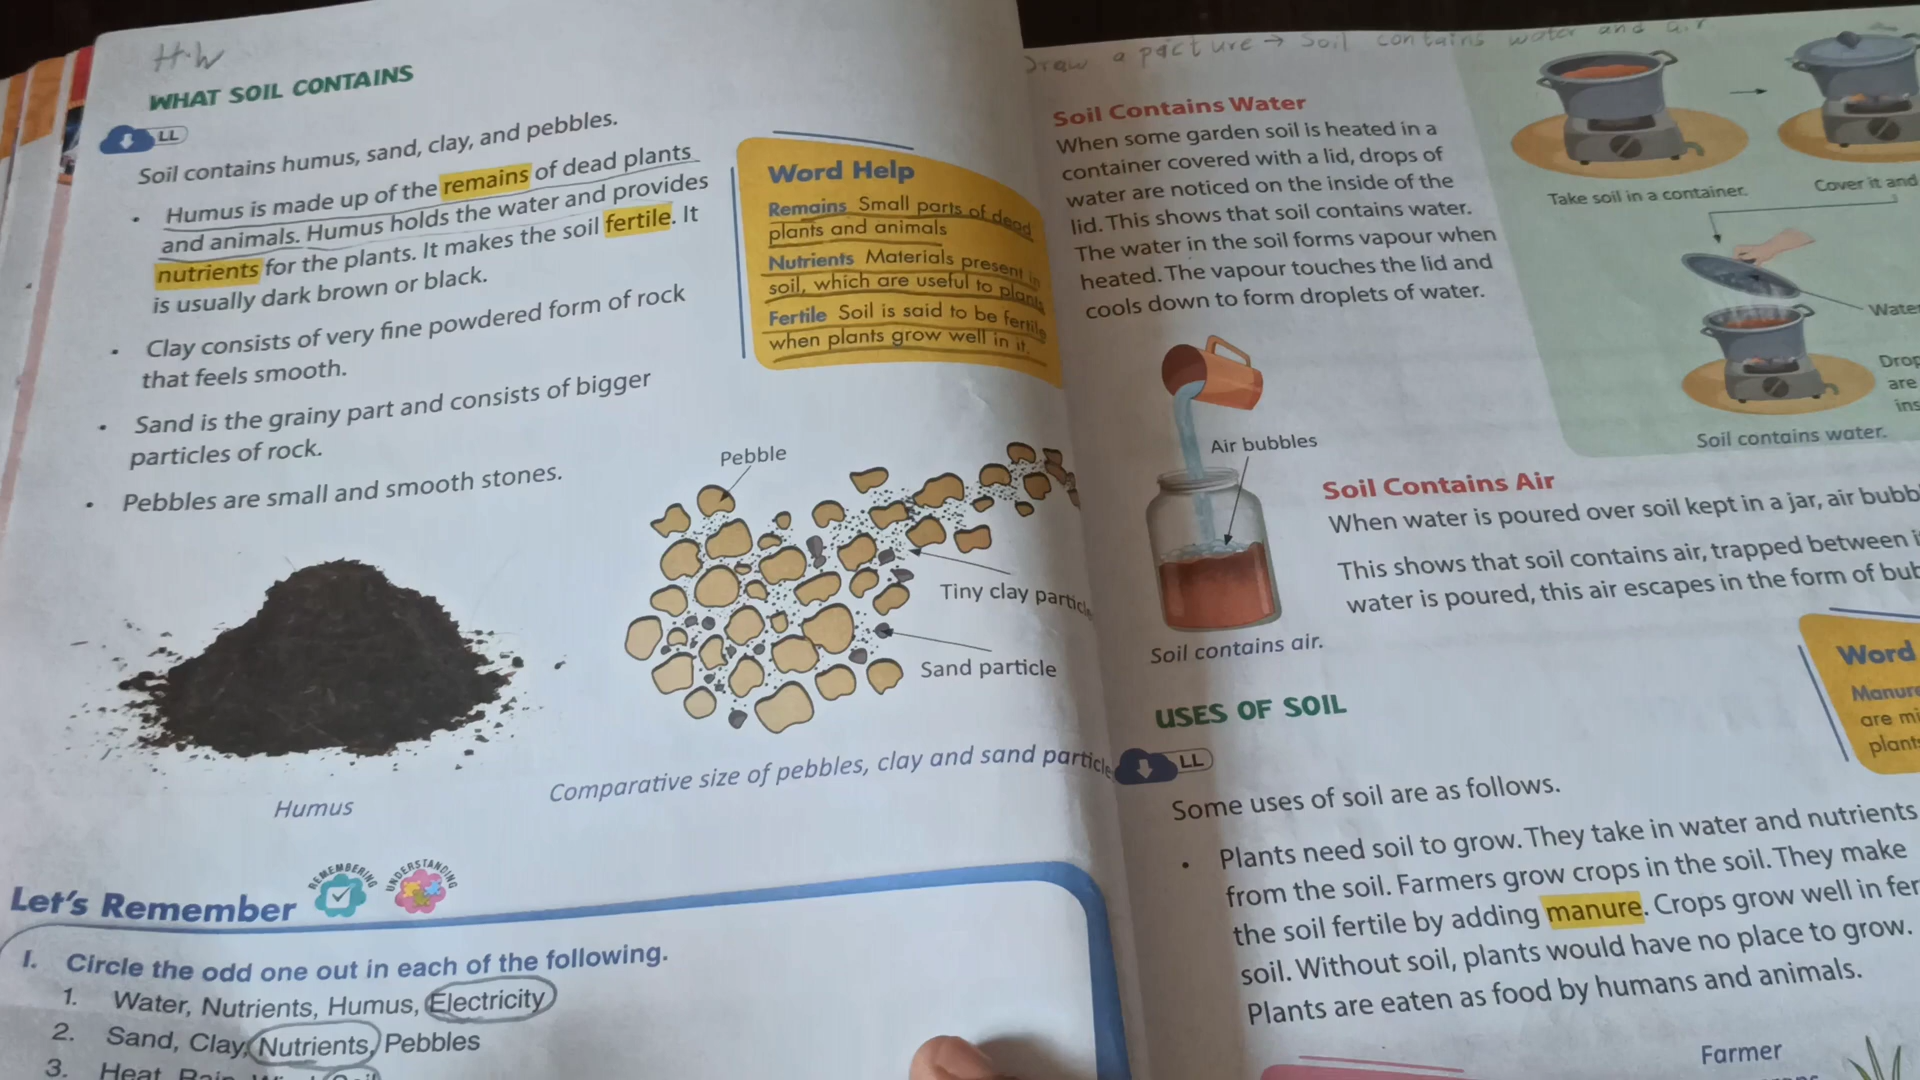 H.W
WHAT SOIL CONTAINS
LL
Soil contains humus, sand, clay, and pebbles.
• Humus is made up of the remains of dead plants
and animals. Humus holds the water and provides
nutrients for the plants. It makes the soil fertile. It
is usually dark brown or black.
• Clay consists of very fine powdered form of rock
that feels smooth.
• Sand is the grainy part and consists of bigger
particles of rock.
• Pebbles are small and smooth stones.
Word Help
Remains Small parts of dead
plants and animals
Nutrients Materials present in
soil, which are useful to plants
Fertile Soil is said to be fertile
when plants grow well in it.
Pebble
Tiny clay particle
Sand particle
Humus
Comparative size of pebbles, clay and sand particle
Let's Remember
REMEMBERING
UNDERSTANDING
I. Circle the odd one out in each of the following.
1. Water, Nutrients, Humus, Electricity
2. Sand, Clay, Nutrients, Pebbles
3. Heat, Rain,
Draw a picture → Soil contains water and air
Soil Contains Water
When some garden soil is heated in a
container covered with a lid, drops of
water are noticed on the inside of the
lid. This shows that soil contains water.
The water in the soil forms vapour when
heated. The vapour touches the lid and
cools down to form droplets of water.
Take soil in a container.
Cover it and
Water
Drop
are
ins
Soil contains water.
Air bubbles
Soil contains air.
Soil Contains Air
When water is poured over soil kept in a jar, air bubb
This shows that soil contains air, trapped between i
water is poured, this air escapes in the form of bub
Word
Manure
are mi
plants
USES OF SOIL
LL
Some uses of soil are as follows.
• Plants need soil to grow. They take in water and nutrients
from the soil. Farmers grow crops in the soil. They make
the soil fertile by adding manure. Crops grow well in fer
soil. Without soil, plants would have no place to grow.
Plants are eaten as food by humans and animals.
Farmer